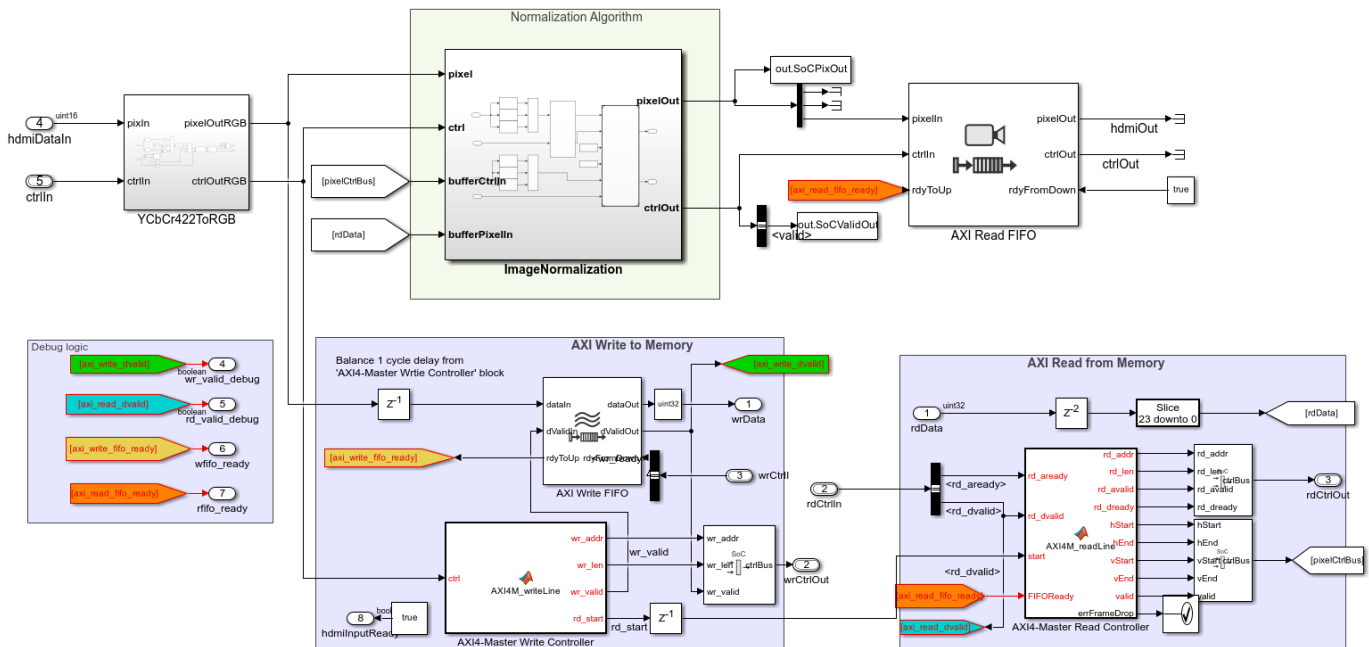 Normalization Algorithm
pixel
ctrl
bufferCtrlIn
bufferPixelIn
pixelOut
ctrlOut
ImageNormalization
4
hdmiDataIn
uint16
5
ctrlIn
pixIn
ctrlIn
pixelOutRGB
ctrlOutRGB
YCbCr422ToRGB
[pixelCtrlBus]
[rdData]
out.SoCPixOut
<valid>
out.SoCValidOut
[axi_read_fifo_ready]
pixelIn
ctrlIn
rdyToUp
pixelOut
ctrlOut
rdyFromDown
AXI Read FIFO
hdmiOut
ctrlOut
true
Debug logic
[axi_write_dvalid]
boolean
4
wr_valid_debug
[axi_read_dvalid]
boolean
5
rd_valid_debug
[axi_write_fifo_ready]
6
wfifo_ready
[axi_read_fifo_ready]
7
rfifo_ready
AXI Write to Memory
Balance 1 cycle delay from
'AXI4-Master Wrtie Controller' block
Z-1
dataIn
dValidIn
rdyToUp
dataOut
dValidOut
rdyFromDown
AXI Write FIFO
uint32
1
wrData
[axi_write_dvalid]
[axi_write_fifo_ready]
3
wrCtrlI
ctrl
AXI4M_writeLine
wr_addr
wr_len
wr_valid
rd_start
AXI4-Master Write Controller
wr_valid
rd_start
Z-1
wr_addr
wr_len
wr_valid
SoC
ctrlBus
2
wrCtrlOut
8
hdmiInputReady
true
AXI Read from Memory
1
rdData
uint32
Z-2
Slice
23 downto 0
[rdData]
2
rdCtrlIn
<rd_aready>
<rd_dvalid>
<rd_dvalid>
rd_aready
rd_dvalid
start
FIFOReady
AXI4M_readLine
rd_addr
rd_len
rd_avalid
rd_dready
hStart
hEnd
vStart
vEnd
valid
errFrameDrop
AXI4-Master Read Controller
[axi_read_fifo_ready]
[axi_read_dvalid]
rd_addr
rd_len
rd_avalid
rd_dready
SoC
ctrlBus
3
rdCtrlOut
hStart
hEnd
vStart
vEnd
valid
SoC
ctrlBus
[pixelCtrlBus]